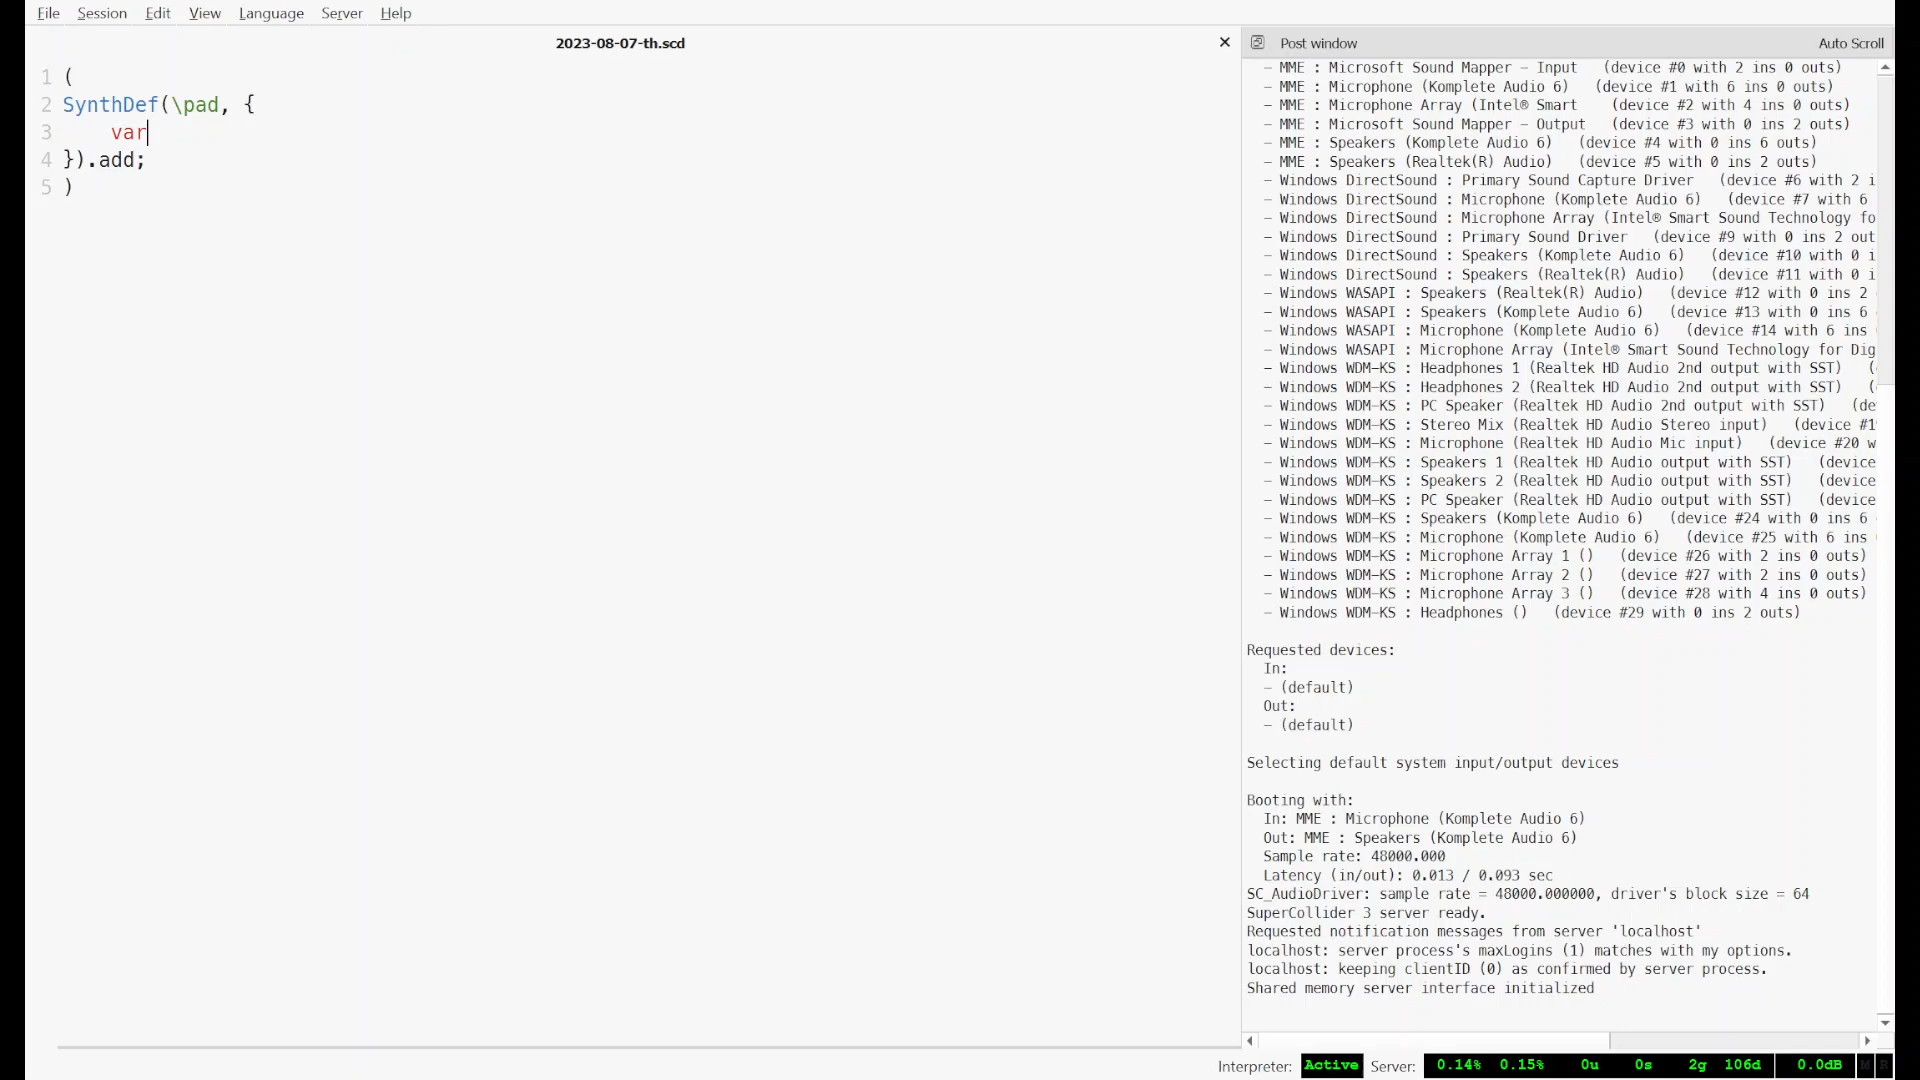 File Session Edit View Language Server Help
2023-08-07-th.scd
Post window Auto Scroll
1 (
2 SynthDef(\pad, {
3 var
4 }).add;
5 )
- MME : Microsoft Sound Mapper - Input (device #0 with 2 ins 0 outs)
- MME : Microphone (Komplete Audio 6) (device #1 with 6 ins 0 outs)
- MME : Microphone Array (Intel® Smart (device #2 with 4 ins 0 outs)
- MME : Microsoft Sound Mapper - Output (device #3 with 0 ins 2 outs)
- MME : Speakers (Komplete Audio 6) (device #4 with 0 ins 6 outs)
- MME : Speakers (Realtek(R) Audio) (device #5 with 0 ins 2 outs)
- Windows DirectSound : Primary Sound Capture Driver (device #6 with 2 i
- Windows DirectSound : Microphone (Komplete Audio 6) (device #7 with 6
- Windows DirectSound : Microphone Array (Intel® Smart Sound Technology fo
- Windows DirectSound : Primary Sound Driver (device #9 with 0 ins 2 out
- Windows DirectSound : Speakers (Komplete Audio 6) (device #10 with 0 i
- Windows DirectSound : Speakers (Realtek(R) Audio) (device #11 with 0 i
- Windows WASAPI : Speakers (Realtek(R) Audio) (device #12 with 0 ins 2
- Windows WASAPI : Speakers (Komplete Audio 6) (device #13 with 0 ins 6
- Windows WASAPI : Microphone (Komplete Audio 6) (device #14 with 6 ins
- Windows WASAPI : Microphone Array (Intel® Smart Sound Technology for Dig
- Windows WDM-KS : Headphones 1 (Realtek HD Audio 2nd output with SST) (
- Windows WDM-KS : Headphones 2 (Realtek HD Audio 2nd output with SST) (
- Windows WDM-KS : PC Speaker (Realtek HD Audio 2nd output with SST) (de
- Windows WDM-KS : Stereo Mix (Realtek HD Audio Stereo input) (device #19
- Windows WDM-KS : Microphone (Realtek HD Audio Mic input) (device #20 w
- Windows WDM-KS : Speakers 1 (Realtek HD Audio output with SST) (device
- Windows WDM-KS : Speakers 2 (Realtek HD Audio output with SST) (device
- Windows WDM-KS : PC Speaker (Realtek HD Audio output with SST) (device
- Windows WDM-KS : Speakers (Komplete Audio 6) (device #24 with 0 ins 6
- Windows WDM-KS : Microphone (Komplete Audio 6) (device #25 with 6 ins
- Windows WDM-KS : Microphone Array 1 () (device #26 with 2 ins 0 outs)
- Windows WDM-KS : Microphone Array 2 () (device #27 with 2 ins 0 outs)
- Windows WDM-KS : Microphone Array 3 () (device #28 with 4 ins 0 outs)
- Windows WDM-KS : Headphones () (device #29 with 0 ins 2 outs)
Requested devices:
In:
- (default)
Out:
- (default)
Selecting default system input/output devices
Booting with:
In: MME : Microphone (Komplete Audio 6)
Out: MME : Speakers (Komplete Audio 6)
Sample rate: 48000.000
Latency (in/out): 0.013 / 0.093 sec
SC_AudioDriver: sample rate = 48000.000000, driver's block size = 64
SuperCollider 3 server ready.
Requested notification messages from server 'localhost'
localhost: server process's maxLogins (1) matches with my options.
localhost: keeping clientID (0) as confirmed by server process.
Shared memory server interface initialized
Interpreter: Active Server: 0.14% 0.15% 0u 0s 2g 106d 0.0dB M R